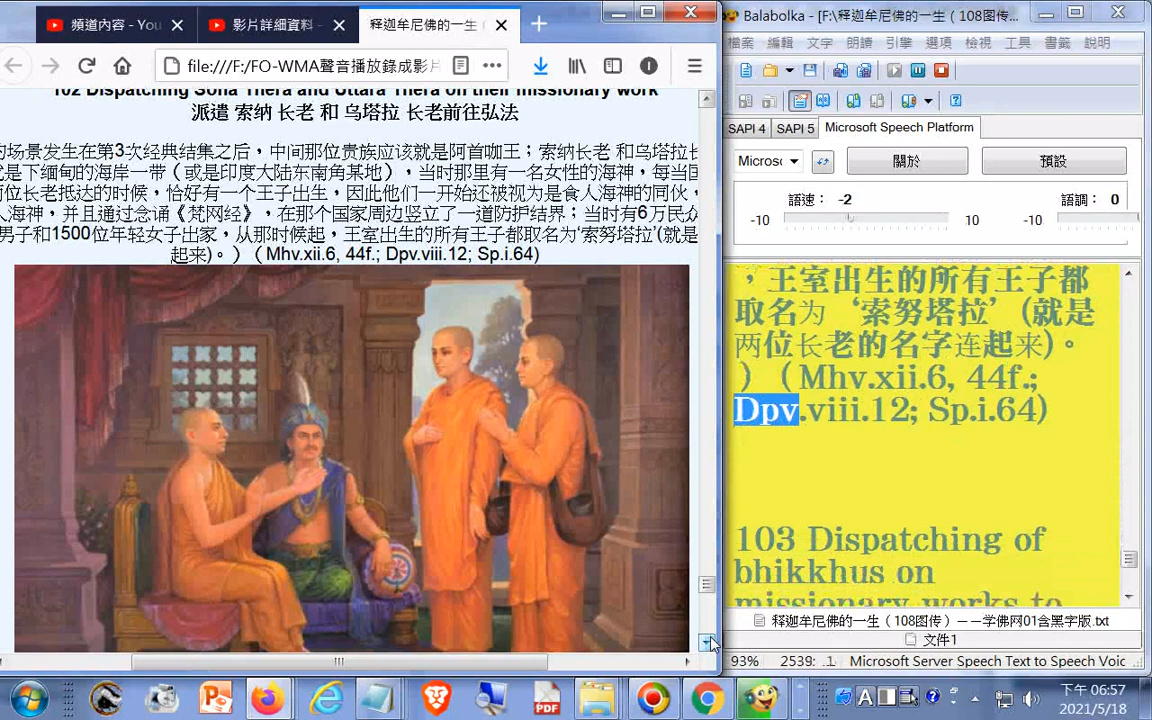 頻道內容 - You
影片詳細資料 -
释迦牟尼佛的一生
file:///F:/FO-WMA聲音播放錄成影片
102 Dispatching Sona Thera and Uttara Thera on their missionary work
派遣 索纳 长老 和 乌塔拉 长老前往弘法
的场景发生在第3次经典结集之后，中间那位贵族应该就是阿首咖王；索纳长老 和乌塔拉长
是下缅甸的海岸一带（或是印度大陆东南角某地），当时那里有一名女性的海神，每当国
位长老抵达的时候，恰好有一个王子出生，因此他们一开始还被视为是食人海神的同伙，
人海神，并且通过念诵《梵网经》，在那个国家周边竖立了一道防护结界；当时有6万民众
男子和1500位年轻女子出家，从那时候起，王室出生的所有王子都取名为‘索努塔拉’(就是
起来)。）（Mhv.xii.6, 44f.; Dpv.viii.12; Sp.i.64)
Balabolka - [F:\释迦牟尼佛的一生（108图传...
檔案 編輯 文字 朗讀 引擎 選項 檢視 工具 書籤 說明
SAPI 4 SAPI 5 Microsoft Speech Platform
Micros 關於 預設
語速： -2 語調： 0
-10 10 -10
，王室出生的所有王子都
取名为‘索努塔拉’(就是
两位长老的名字连起来)。
）（Mhv.xii.6, 44f.;
Dpv.viii.12; Sp.i.64)
103 Dispatching of
bhikkhus on
missionary works to
释迦牟尼佛的一生（108图传）——学佛网01含黑字版.txt
文件1
93% 2539: .1 Microsoft Server Speech Text to Speech Voic
PDF
下午 06:57
2021/5/18